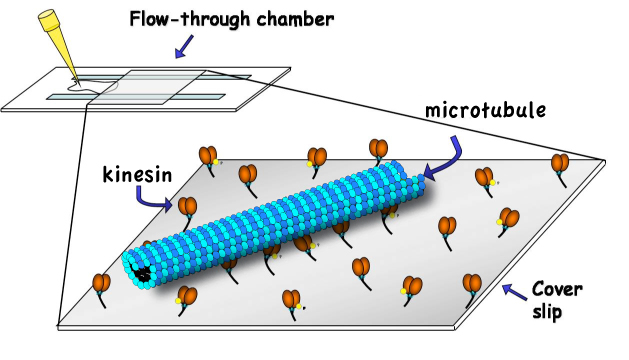 Flow-through chamber
microtubule
kinesin
Cover
slip